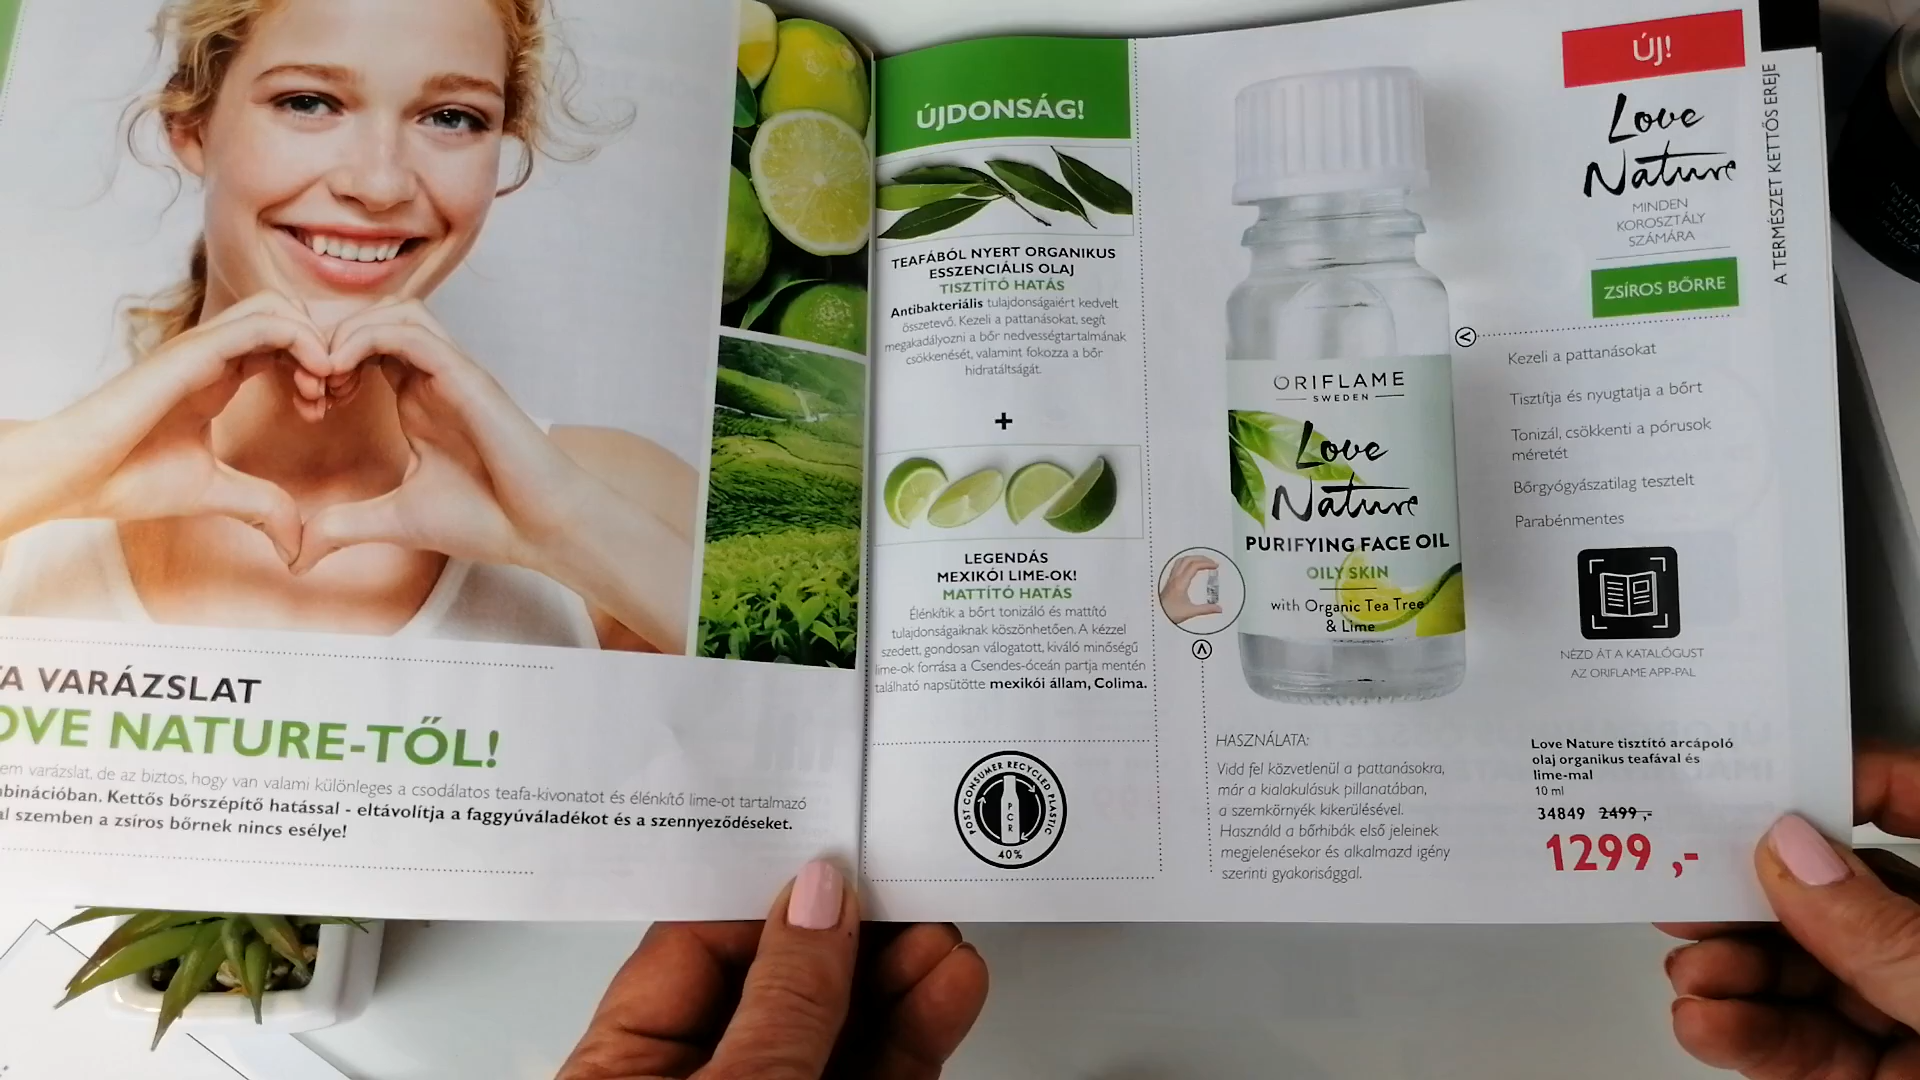 A VARÁZSLAT
OVE NATURE-TŐL!
em varázslat, de az biztos, hogy van valami különleges a csodálatos teafa-kivonatot és élénkítő lime-ot tartalmazó
binációban. Kettős bőrszépítő hatással - eltávolítja a faggyúváladékot és a szennyeződéseket.
al szemben a zsíros bőrnek nincs esélye!
ÚJDONSÁG!
TEAFÁBÓL NYERT ORGANIKUS
ESSZENCIÁLIS OLAJ
TISZTÍTÓ HATÁS
Antibakteriális tulajdonságaiért kedvelt
összetevő. Kezeli a pattanásokat, segít
megakadályozni a bőr nedvességtartalmának
csökkenését, valamint fokozza a bőr
hidratáltságát.
+
LEGENDÁS
MEXIKÓI LIME-OK!
MATTÍTÓ HATÁS
Élénkítik a bőrt tonizáló és mattító
tulajdonságaiknak köszönhetően. A kézzel
szedett, gondosan válogatott, kiváló minőségű
lime-ok forrása a Csendes-óceán partja mentén
található napsütötte mexikói állam, Colima.
POST CONSUMER RECYCLED PLASTIC
PCR
40%
ORIFLAME
SWEDEN
Love
Nature
PURIFYING FACE OIL
OILY SKIN
with Organic Tea Tree
& Lime
HASZNÁLATA:
Vidd fel közvetlenül a pattanásokra,
már a kialakulásuk pillanatában,
a szemkörnyék kikerülésével.
Használd a bőrhibák első jeleinek
megjelenésekor és alkalmazd igény
szerinti gyakorisággal.
ÚJ!
Love
Nature
MINDEN
KOROSZTÁLY
SZÁMÁRA
ZSÍROS BŐRRE
Kezeli a pattanásokat
Tisztítja és nyugtatja a bőrt
Tonizál, csökkenti a pórusok
méretét
Bőrgyógyászatilag tesztelt
Parabénmentes
NÉZD ÁT A KATALÓGUST
AZ ORIFLAME APP-PAL
Love Nature tisztító arcápoló
olaj organikus teafával és
lime-mal
10 ml
34849 2499 ,-
1299 ,-
A TERMÉSZET KETTŐS EREJE